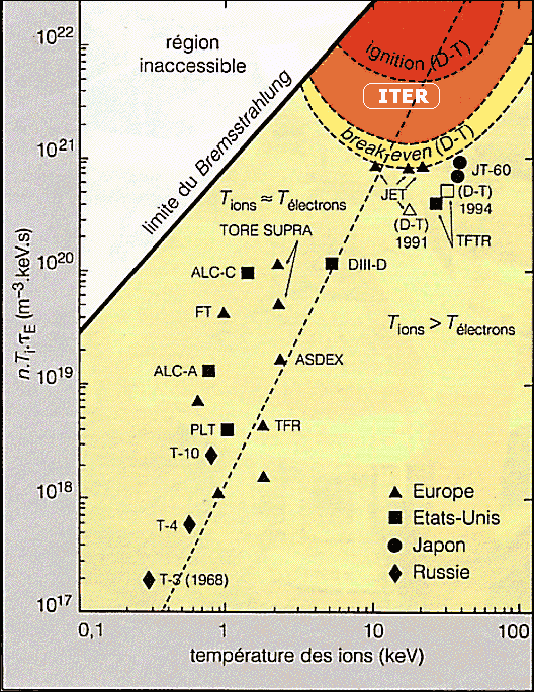 10²²
10²¹
10²⁰
10¹⁹
10¹⁸
10¹⁷
n.Tᵢ.τE (m⁻³.keV.s)
région
inaccessible
limite du Bremsstrahlung
ignition (D-T)
ITER
break-even (D-T)
Tions ≈ Télectrons
TORE SUPRA
JET
JT-60
(D-T)
1991
(D-T)
1994
TFTR
ALC-C
DIII-D
FT
Tions > Télectrons
ALC-A
ASDEX
PLT
TFR
T-10
T-4
T-3 (1968)
Europe
Etats-Unis
Japon
Russie
0,1
1
10
100
température des ions (keV)